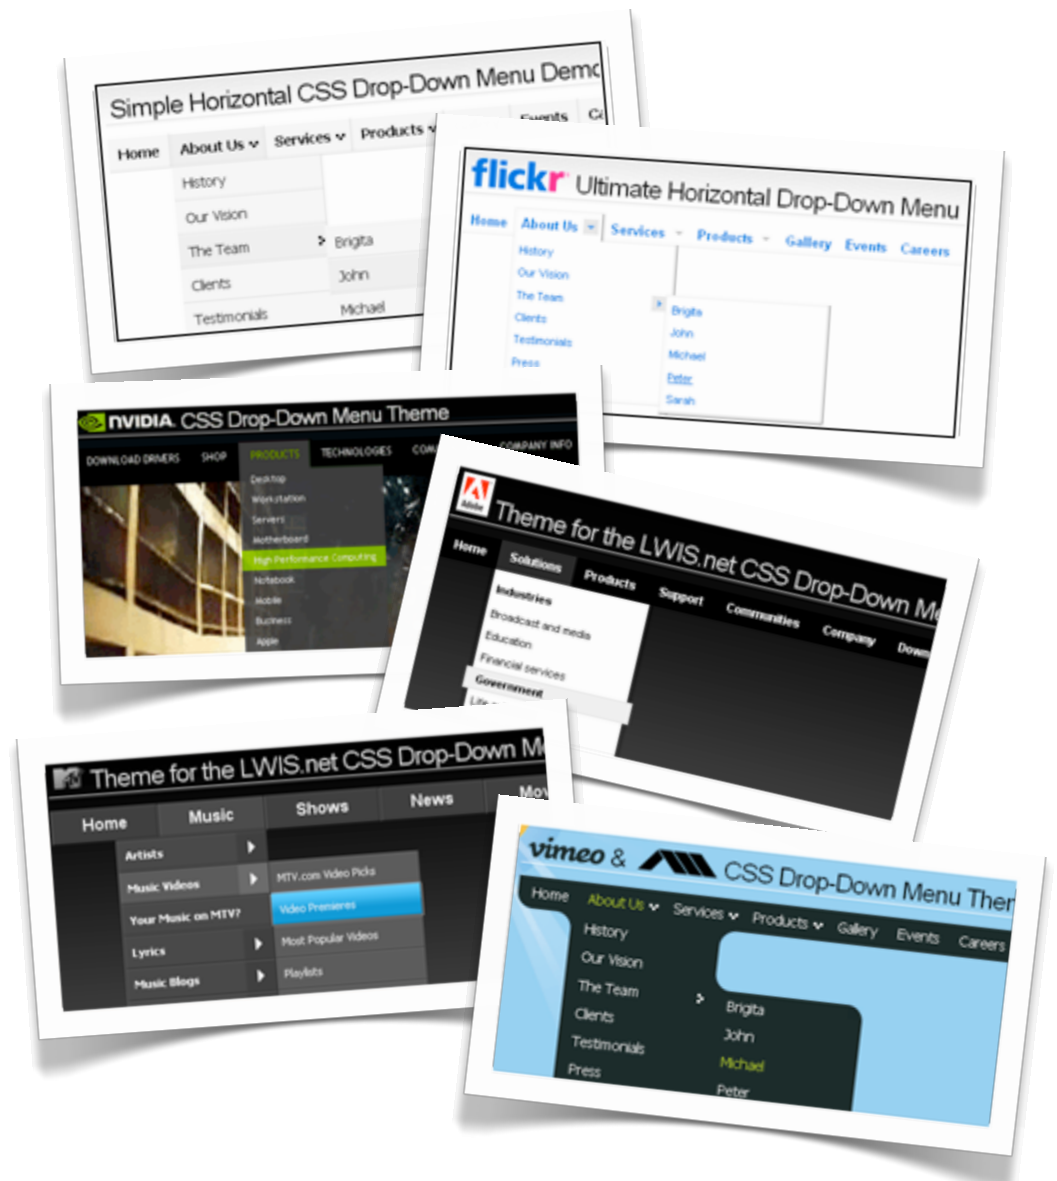 Simple Horizontal CSS Drop-Down Menu Demo
Home About Us Services Products Events
History
Our Vision
The Team Brigita
Clients John
Testimonials Michael
flickr Ultimate Horizontal Drop-Down Menu
Home About Us Services Products Gallery Events Careers
History
Our Vision
The Team Brigita
Clients John
Testimonials Michael
Press Peter
Sarah
NVIDIA. CSS Drop-Down Menu Theme
DOWNLOAD DRIVERS SHOP PRODUCTS TECHNOLOGIES COM COMPANY INFO
Desktop
Workstation
Servers
Motherboard
High Performance Computing
Notebook
Mobile
Business
Apple
Adobe Theme for the LWIS.net CSS Drop-Down Me
Home Solutions Products Support Communities Company Down
Industries
Broadcast and media
Education
Financial services
Government
Life
MTV Theme for the LWIS.net CSS Drop-Down M
Home Music Shows News Mov
Artists
Music Videos MTV.com Video Picks
Your Music on MTV? Video Premieres
Lyrics Most Popular Videos
Music Blogs Playlists
vimeo & CSS Drop-Down Menu Them
Home About Us Services Products Gallery Events Careers
History
Our Vision
The Team Brigita
Clients John
Testimonials Michael
Press Peter